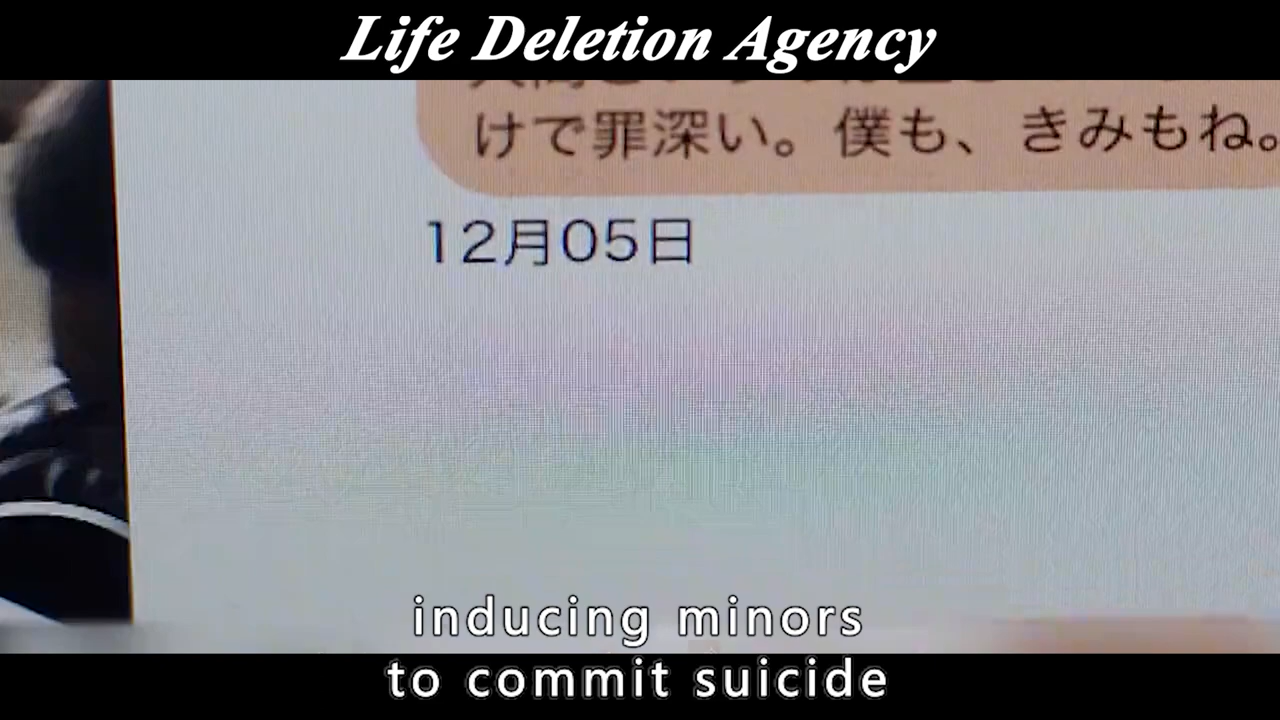 Life Deletion Agency
けで罪深い。僕も、きみもね。
12月05日
inducing minors
to commit suicide